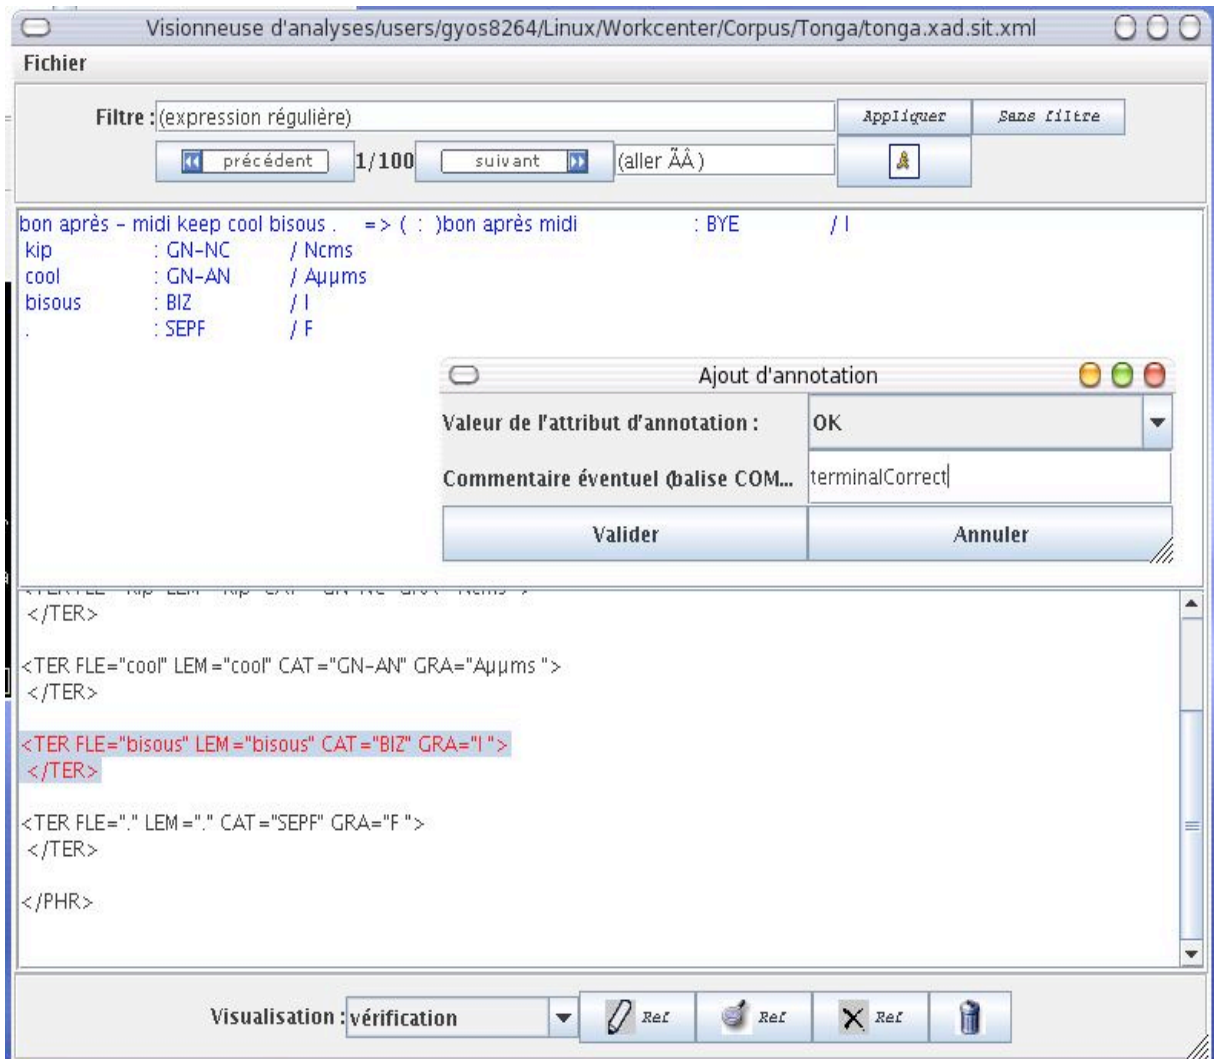 Visionneuse d'analyses/users/gyos8264/Linux/Workcenter/Corpus/Tonga/tonga.xad.sit.xml
Fichier
Filtre : (expression régulière) Appliquer Sans filtre
précédent 1/100 suivant (aller ÃÂ )
bon après – midi keep cool bisous . => ( : )bon après midi : BYE / I
kip : GN–NC / Ncms
cool : GN–AN / Aμμms
bisous : BIZ / I
. : SEPF / F
Ajout d'annotation
Valeur de l'attribut d'annotation : OK
Commentaire éventuel (balise COM... terminalCorrect
Valider Annuler
</TER>
<TER FLE="cool" LEM="cool" CAT="GN–AN" GRA="Aμμms ">
</TER>
<TER FLE="bisous" LEM="bisous" CAT="BIZ" GRA="I ">
</TER>
<TER FLE="." LEM="." CAT="SEPF" GRA="F ">
</TER>
</PHR>
Visualisation : vérification Ref Ref Ref